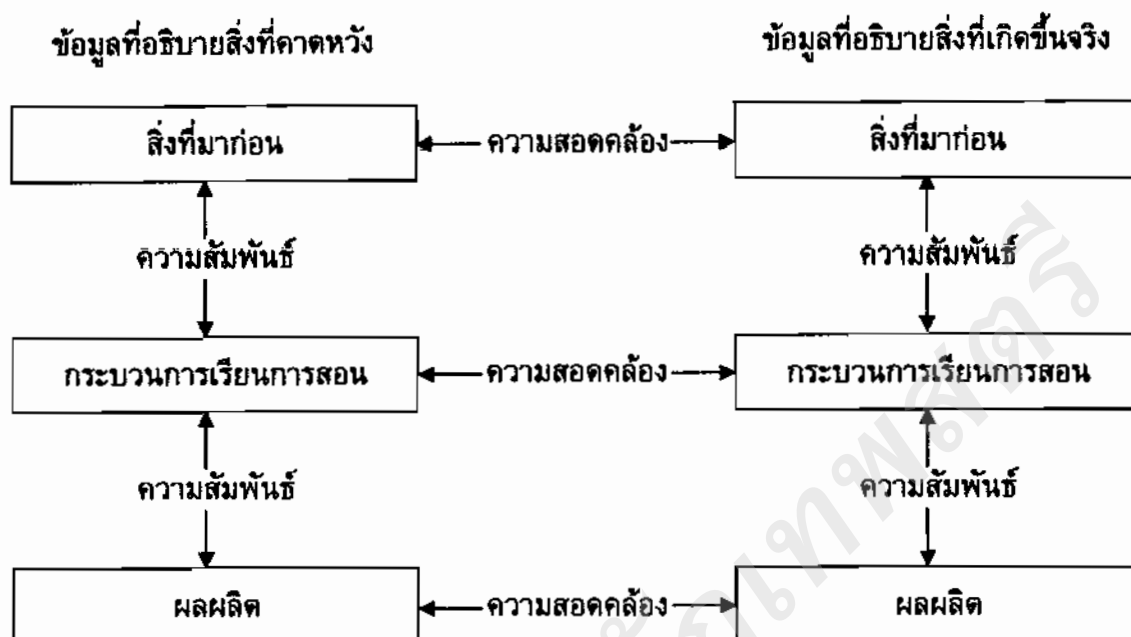 ข้อมูลที่อธิบายสิ่งที่คาดหวัง ข้อมูลที่อธิบายสิ่งที่เกิดขึ้นจริง
สิ่งที่มาก่อน ความสอดคล้อง สิ่งที่มาก่อน
ความสัมพันธ์ ความสัมพันธ์
กระบวนการเรียนการสอน ความสอดคล้อง กระบวนการเรียนการสอน
ความสัมพันธ์ ความสัมพันธ์
ผลผลิต ความสอดคล้อง ผลผลิต